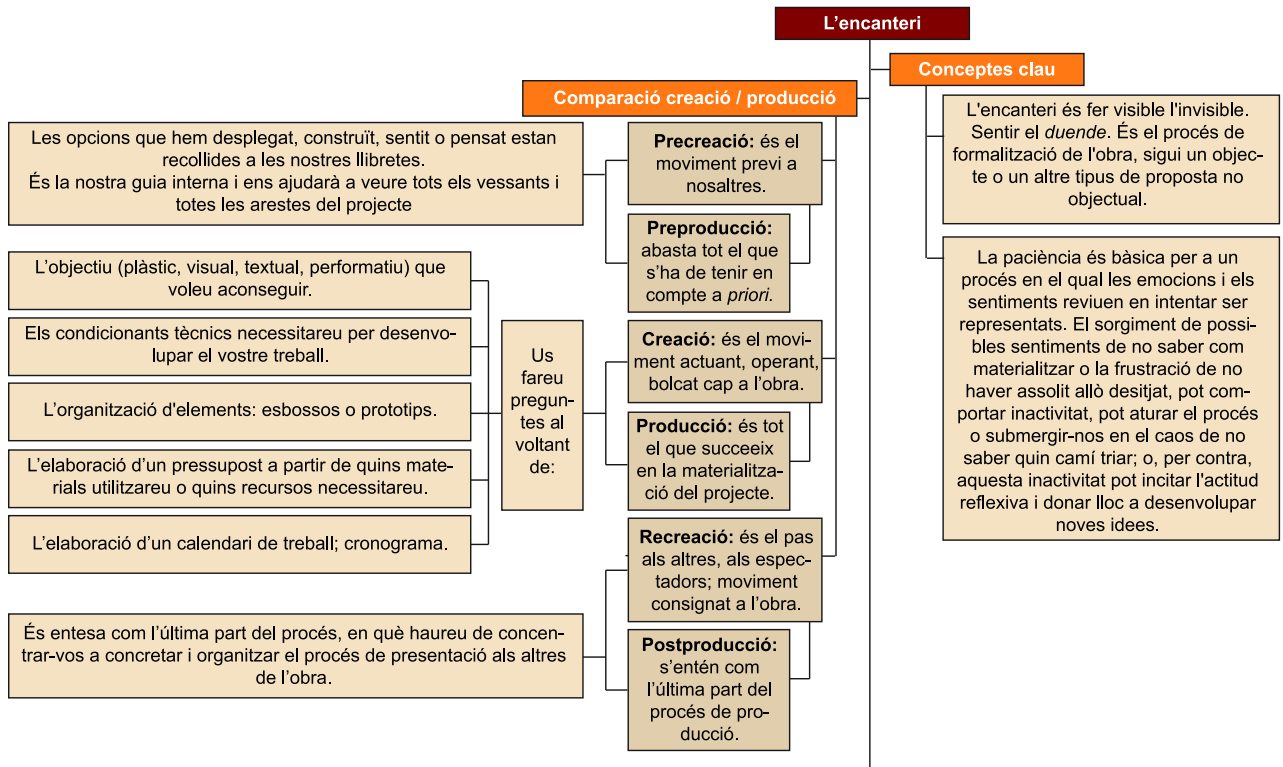 L'encanteri
Conceptes clau
L'encanteri és fer visible l'invisible.
Sentir el duende. És el procés de
formalització de l'obra, sigui un objec-
te o un altre tipus de proposta no
objectual.
La paciència és bàsica per a un
procés en el qual les emocions i els
sentiments reviuen en intentar ser
representats. El sorgiment de possi-
bles sentiments de no saber com
materialitzar o la frustració de no
haver assolit allò desitjat, pot com-
portar inactivitat, pot aturar el procés
o submergir-nos en el caos de no
saber quin camí triar; o, per contra,
aquesta inactivitat pot incitar l'actitud
reflexiva i donar lloc a desenvolupar
noves idees.
Comparació creació / producció
Precreació: és el
moviment previ a
nosaltres.
Preproducció:
abasta tot el que
s'ha de tenir en
compte a priori.
Les opcions que hem desplegat, construït, sentit o pensat estan
recollides a les nostres llibretes.
És la nostra guia interna i ens ajudarà a veure tots els vessants i
totes les arestes del projecte
Creació: és el movi-
ment actuant, operant,
bolcat cap a l'obra.
Producció: és tot
el que succeeix
en la materialitza-
ció del projecte.
Us
fareu
pregun-
tes al
voltant
de:
L'objectiu (plàstic, visual, textual, performatiu) que
voleu aconseguir.
Els condicionants tècnics necessitareu per desenvo-
lupar el vostre treball.
L'organització d'elements: esbossos o prototips.
L'elaboració d'un pressupost a partir de quins mate-
rials utilitzareu o quins recursos necessitareu.
L'elaboració d'un calendari de treball; cronograma.
Recreació: és el pas
als altres, als espec-
tadors; moviment
consignat a l'obra.
Postproducció:
s'entén com
l'última part del
procés de pro-
ducció.
És entesa com l'última part del procés, en què haureu de concen-
trar-vos a concretar i organitzar el procés de presentació als altres
de l'obra.